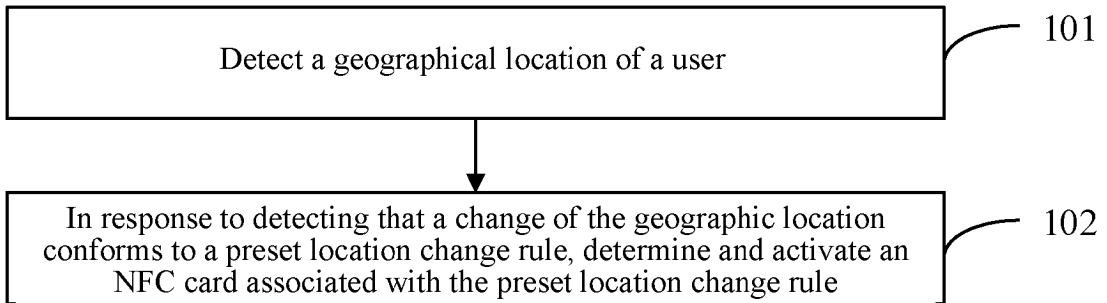 Detect a geographical location of a user
101
In response to detecting that a change of the geographic location
conforms to a preset location change rule, determine and activate an
NFC card associated with the preset location change rule
102